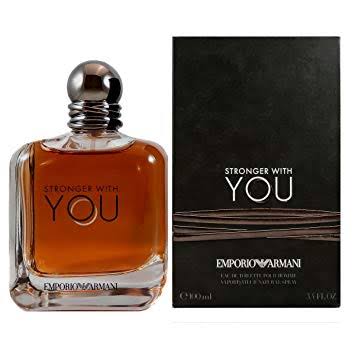 STRONGER WITH
YOU
EMPORIO ARMANI
STRONGER WITH
YOU
EMPORIO ARMANI
EAU DE TOILETTE POUR HOMME
VAPORISATEUR NATURAL SPRAY
℮ 100 ml
3.4 FL.OZ.